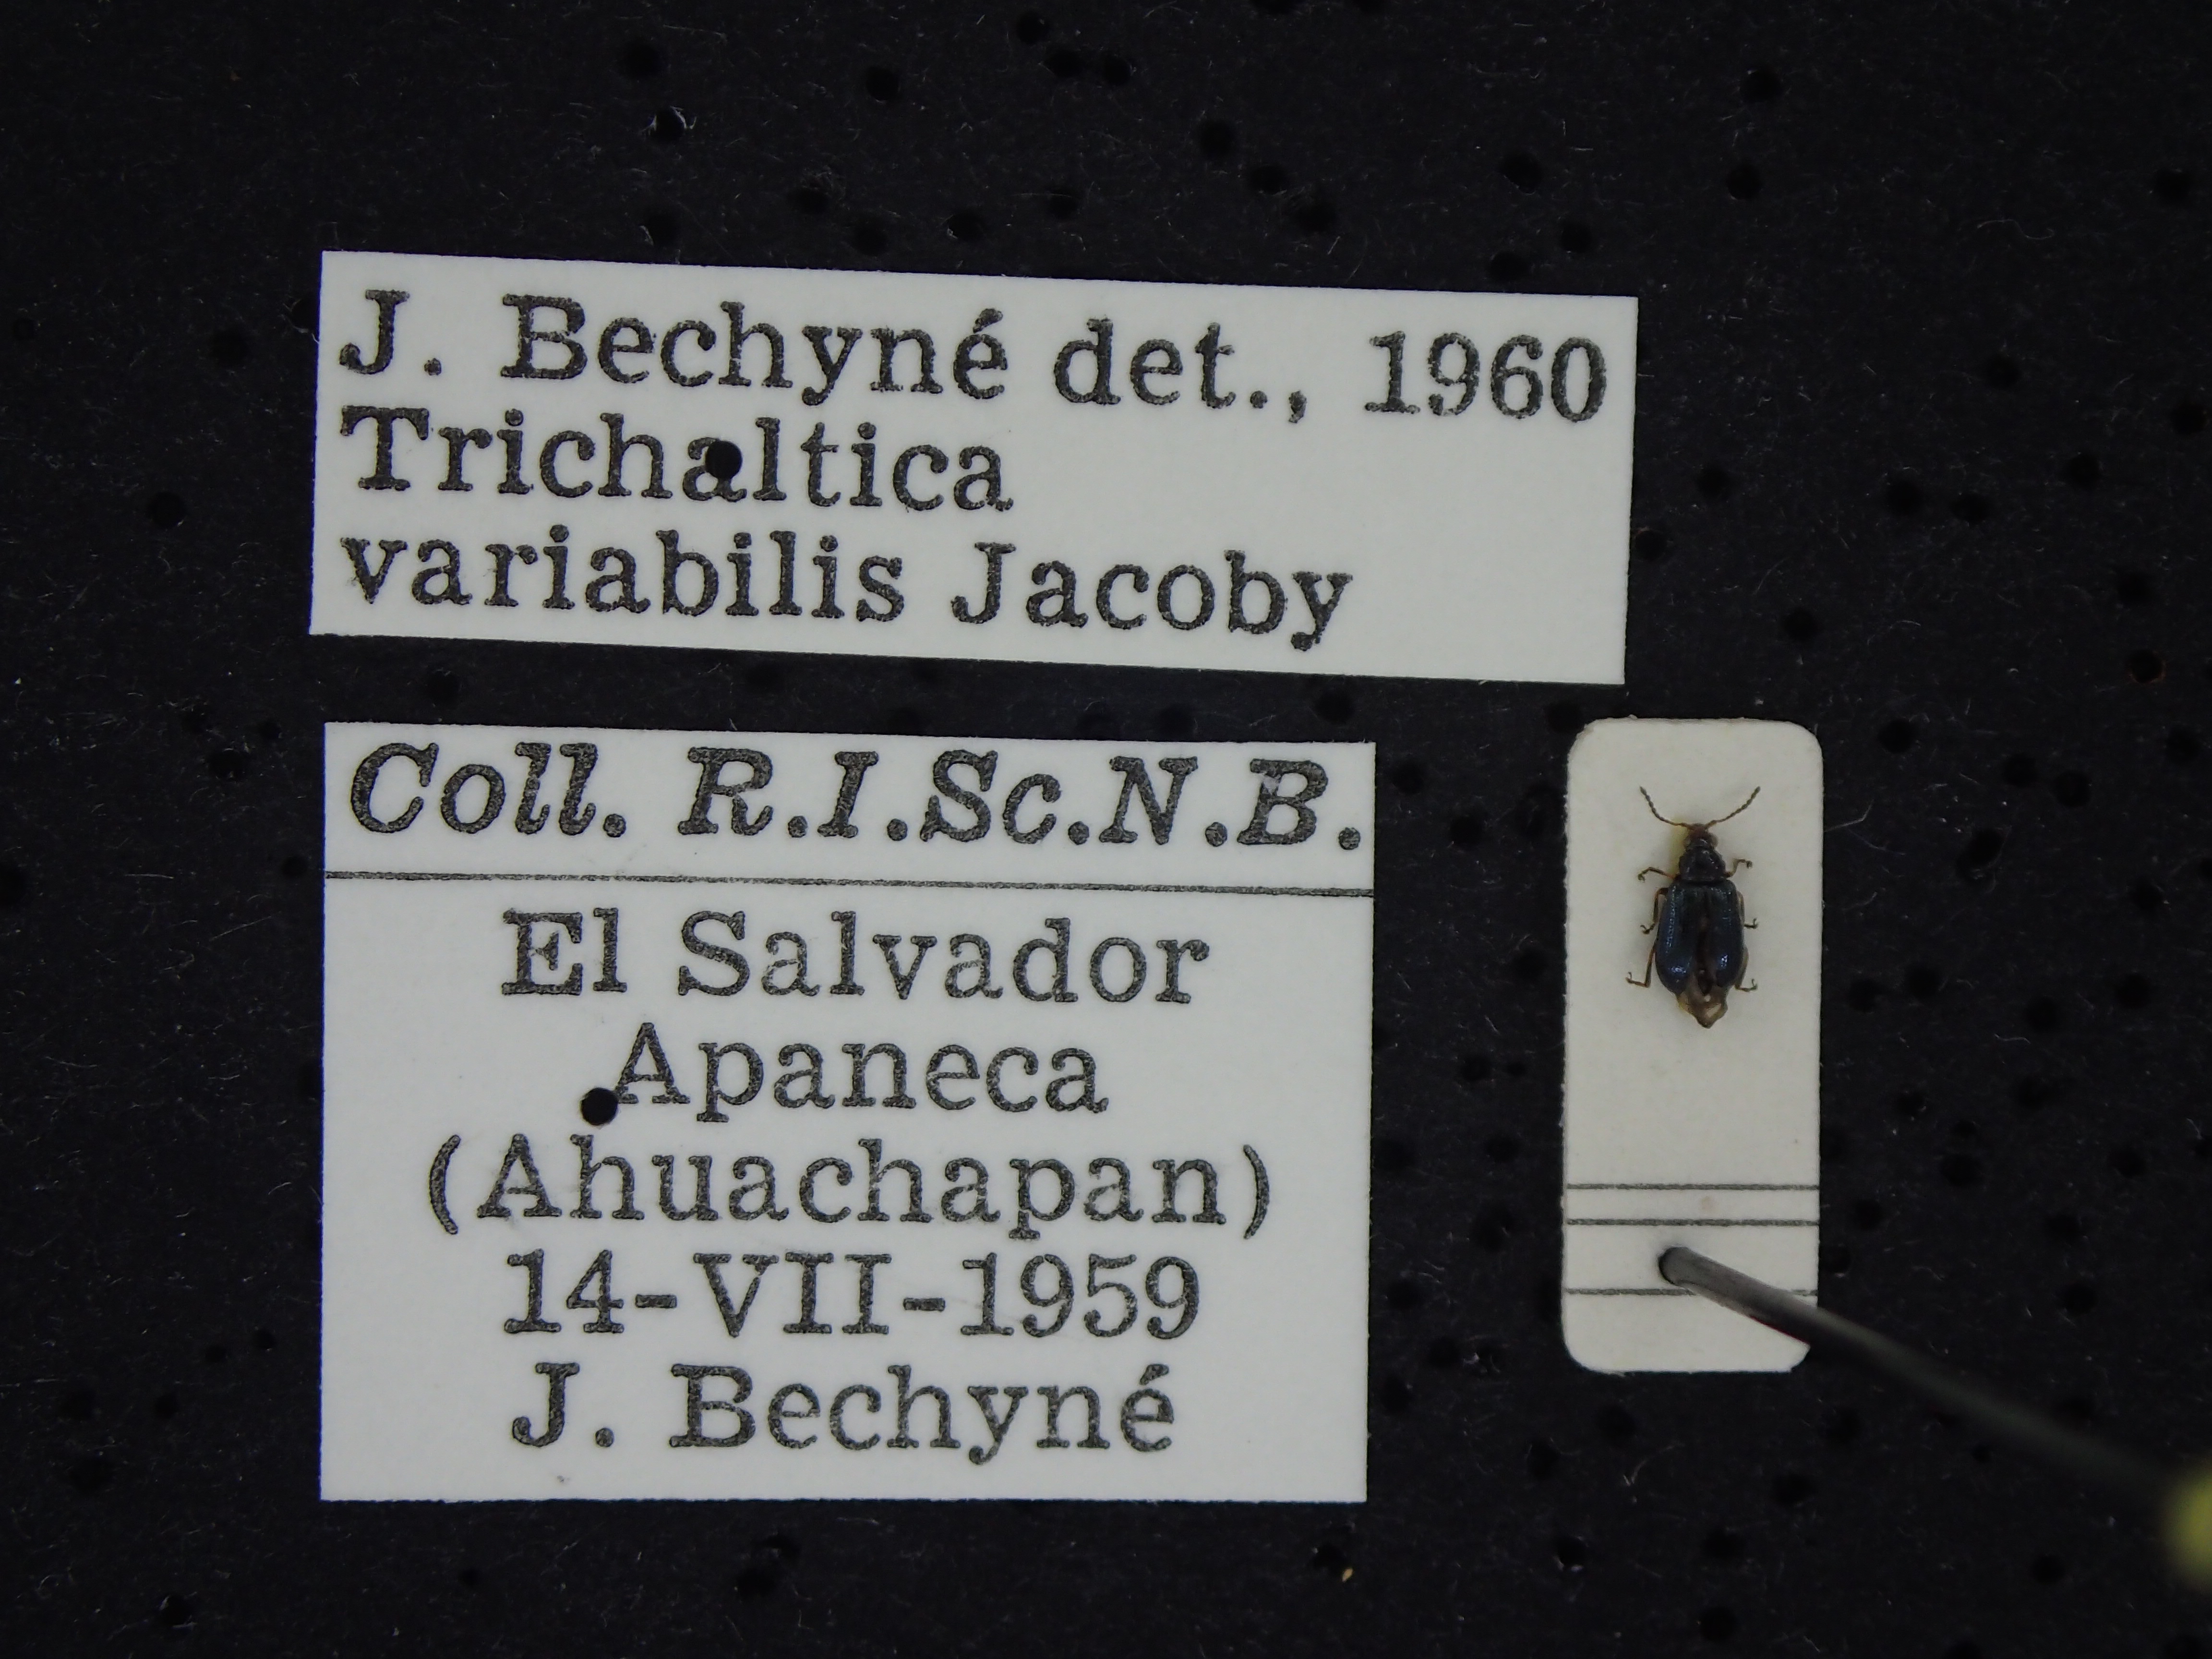 J. Bechyné det., 1960
Trichaltica
variabilis Jacoby
Coll. R.I.Sc.N.B.
El Salvador
Apaneca
(Ahuachapan)
14-VII-1959
J. Bechyné